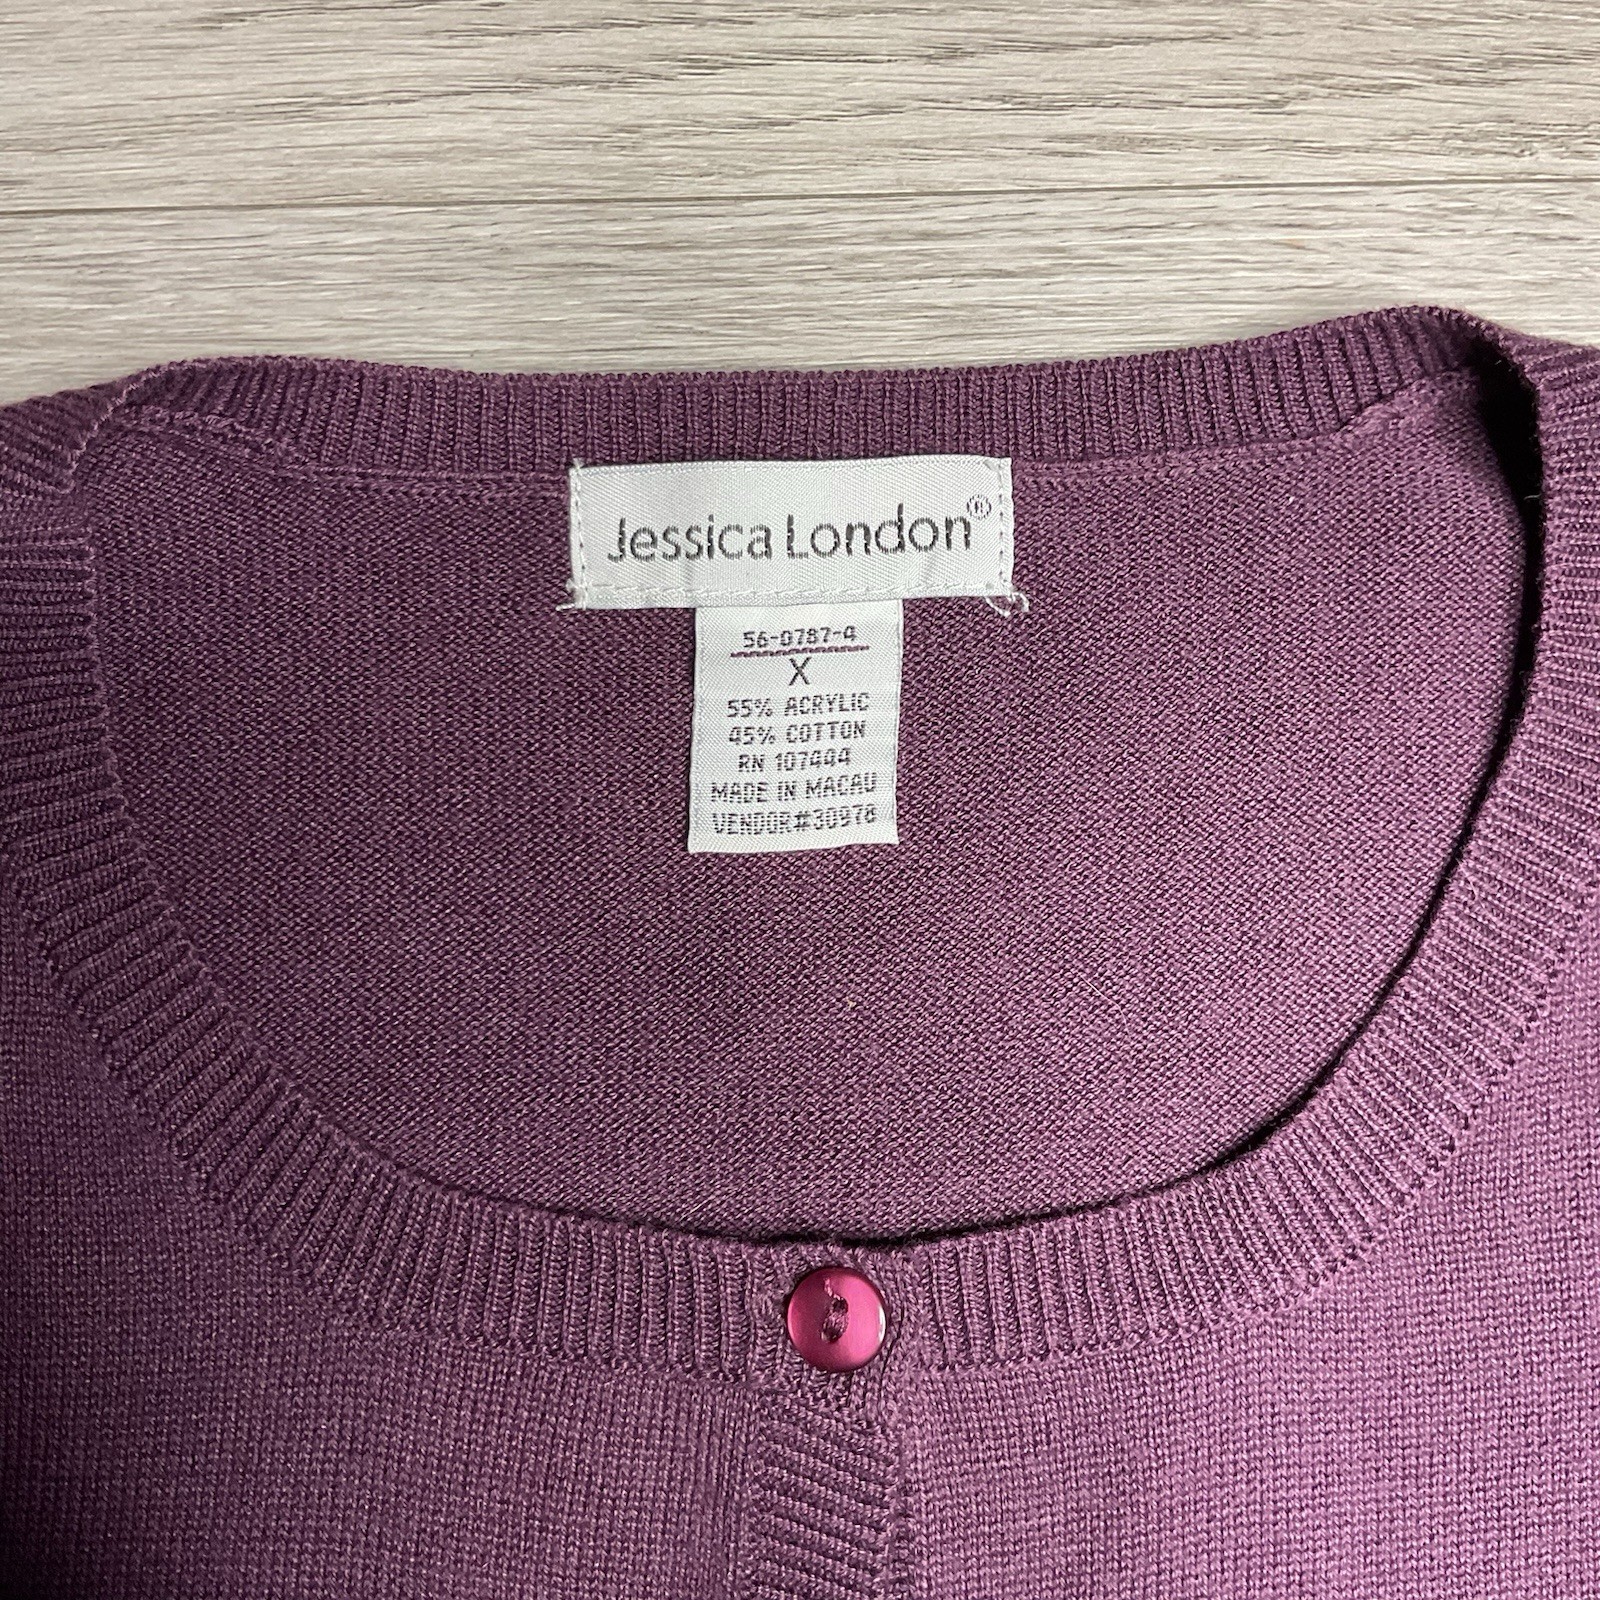 Jessica London®
56-0787-4
X
55% ACRYLIC
45% COTTON
RN 107444
MADE IN MACAU
VENDOR#30978